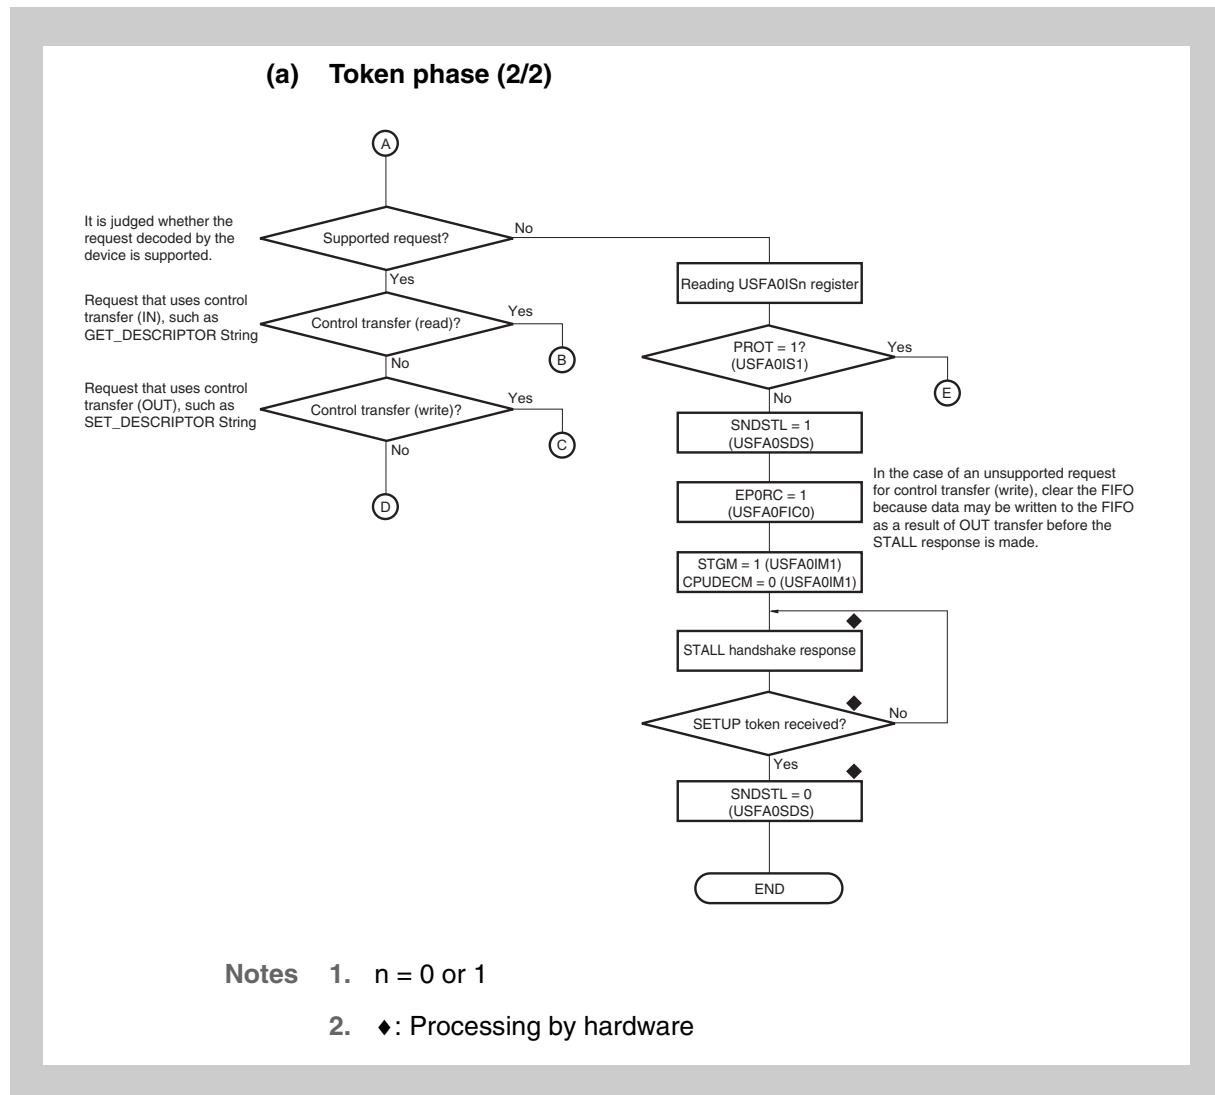 (a) Token phase (2/2)
A
It is judged whether the
request decoded by the
device is supported.
Supported request?
No
Yes
Reading USFA0ISn register
Request that uses control
transfer (IN), such as
GET_DESCRIPTOR String
Control transfer (read)?
Yes
B
No
PROT = 1?
(USFA0IS1)
Yes
E
No
Request that uses control
transfer (OUT), such as
SET_DESCRIPTOR String
Control transfer (write)?
Yes
C
No
D
SNDSTL = 1
(USFA0SDS)
EP0RC = 1
(USFA0FIC0)
In the case of an unsupported request
for control transfer (write), clear the FIFO
because data may be written to the FIFO
as a result of OUT transfer before the
STALL response is made.
STGM = 1 (USFA0IM1)
CPUDECM = 0 (USFA0IM1)
◆
STALL handshake response
◆
SETUP token received?
No
Yes
◆
SNDSTL = 0
(USFA0SDS)
END
Notes 1. n = 0 or 1
2. ♦: Processing by hardware